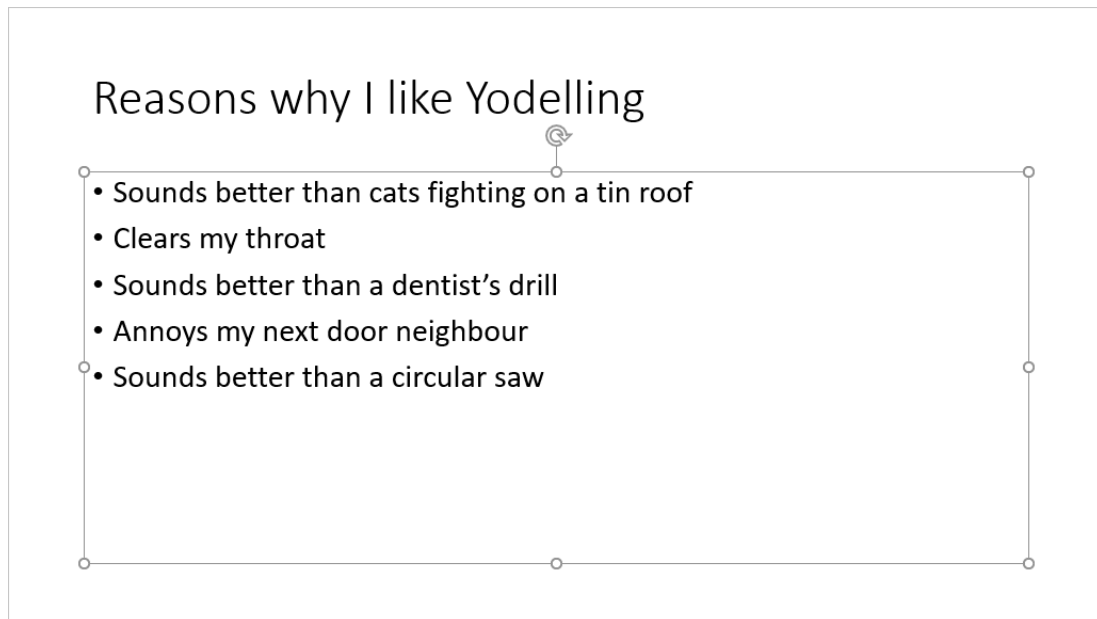 Reasons why I like Yodelling
• Sounds better than cats fighting on a tin roof
• Clears my throat
• Sounds better than a dentist’s drill
• Annoys my next door neighbour
• Sounds better than a circular saw